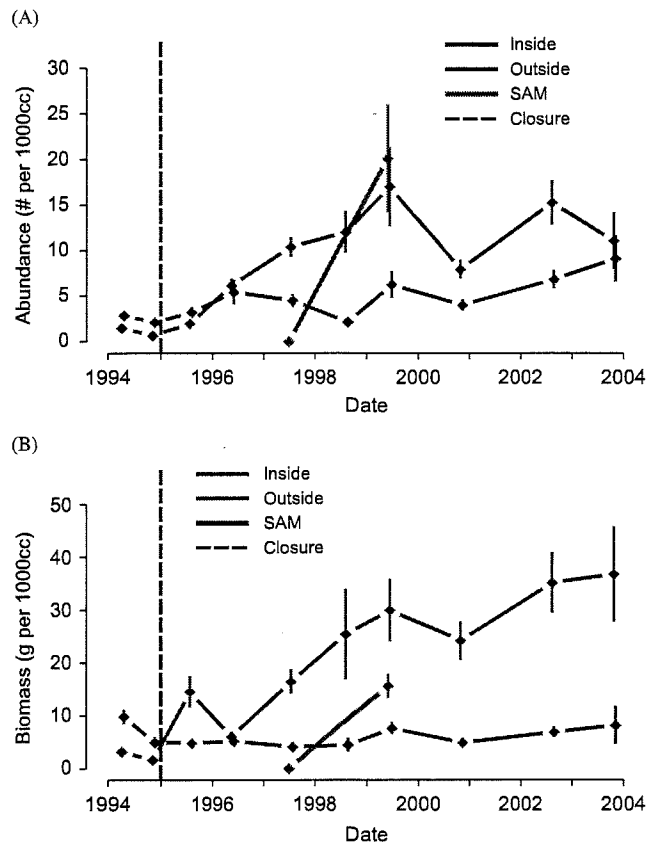 (A)
Inside
Outside
SAM
Closure
30
25
20
15
10
5
0
Abundance (# per 1000cc)
1994 1996 1998 2000 2002 2004
Date
(B)
Inside
Outside
SAM
Closure
50
40
30
20
10
0
Biomass (g per 1000cc)
1994 1996 1998 2000 2002 2004
Date